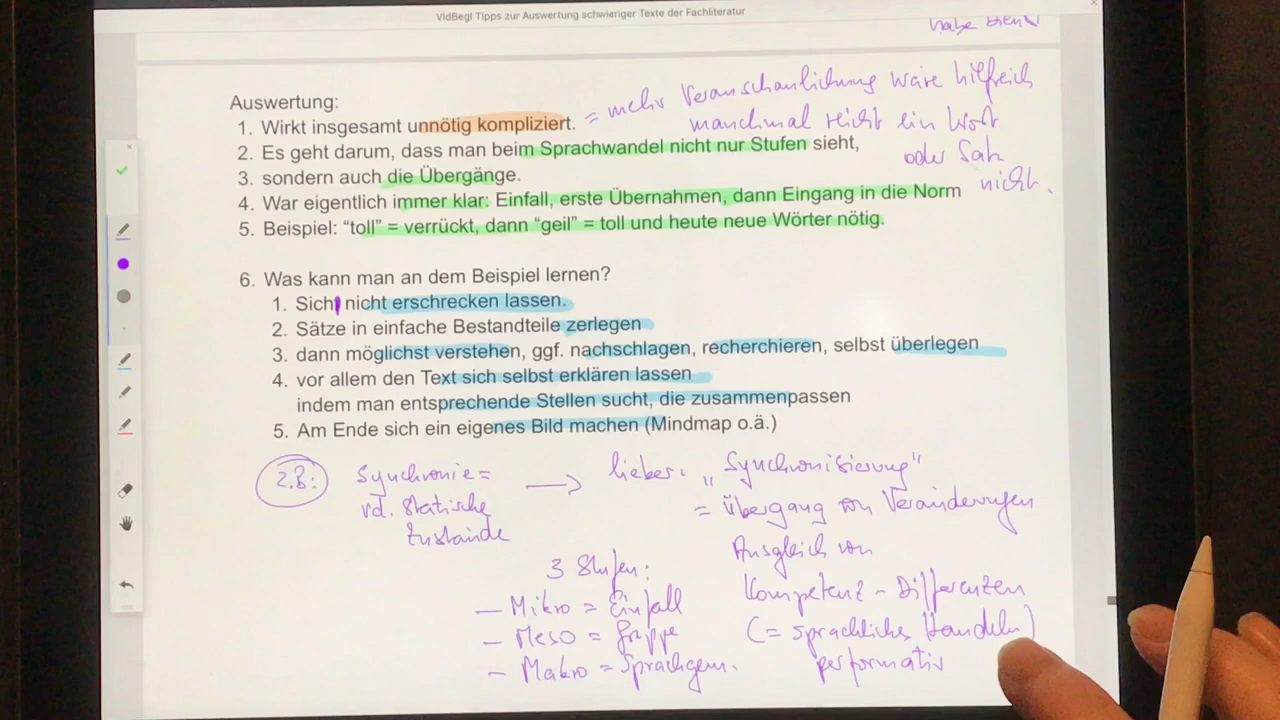 VidBegl Tipps zur Auswertung schwieriger Texte der Fachliteratur
habe
Auswertung:
1. Wirkt insgesamt unnötig kompliziert.
= mehr Veranschaulichung wäre hilfreich
manchmal reicht ein Wort
oder Satz
nicht.
2. Es geht darum, dass man beim Sprachwandel nicht nur Stufen sieht,
3. sondern auch die Übergänge.
4. War eigentlich immer klar: Einfall, erste Übernahmen, dann Eingang in die Norm
5. Beispiel: “toll” = verrückt, dann “geil” = toll und heute neue Wörter nötig.
6. Was kann man an dem Beispiel lernen?
1. Sich nicht erschrecken lassen.
2. Sätze in einfache Bestandteile zerlegen
3. dann möglichst verstehen, ggf. nachschlagen, recherchieren, selbst überlegen
4. vor allem den Text sich selbst erklären lassen
indem man entsprechende Stellen sucht, die zusammenpassen
5. Am Ende sich ein eigenes Bild machen (Mindmap o.ä.)
z.B:
Synchronie =
vd. statische
Zustände
→ lieber: „Synchronisierung"
= Übergang von Veränderungen
Ausgleich von
Kompetenz - Differenzen
(= sprachliches Handeln)
performativ
3 Stufen:
— Mikro = Einfall
— Meso = Gruppe
— Makro = Sprachgem.